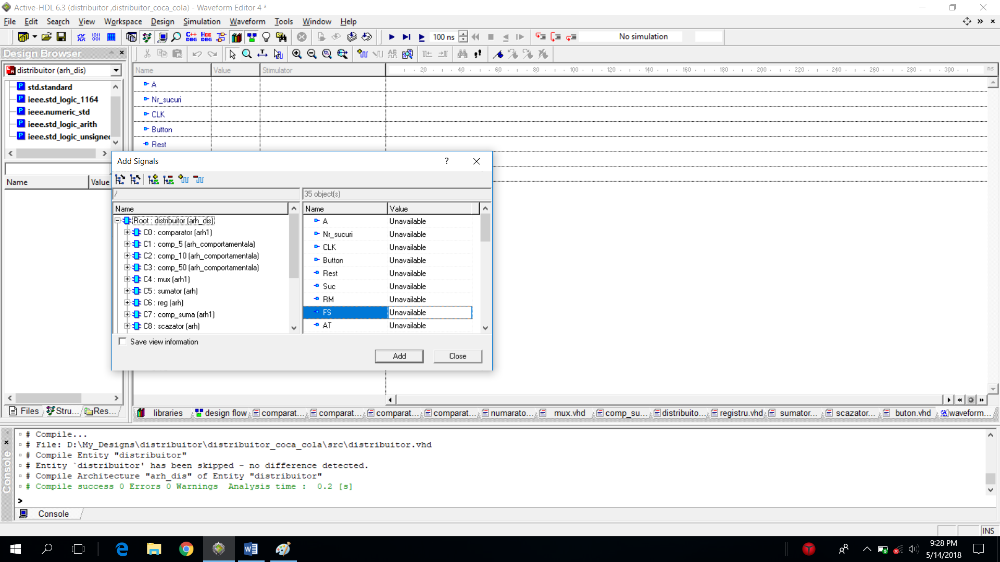 Active-HDL 6.3 (distribuitor ,distribuitor_coca_cola) - Waveform Editor 4 *
File Edit Search View Workspace Design Simulation Waveform Tools Window Help
C++ DBG HCC DBG 100 ns No simulation
Design Browser
distribuitor (arh_dis)
std.standard
ieee.std_logic_1164
ieee.numeric_std
ieee.std_logic_arith
ieee.std_logic_unsigned
Name Value
Name Value Stimulator 20 40 60 80 100 120 140 160 180 200 220 240 260 280 300 ns
A
Nr_sucuri
CLK
Button
Rest
Add Signals ?
/ 35 object(s)
Name
Root : distribuitor (arh_dis)
C0 : comparator (arh1)
C1 : comp_5 (arh_comportamentala)
C2 : comp_10 (arh_comportamentala)
C3 : comp_50 (arh_comportamentala)
C4 : mux (arh1)
C5 : sumator (arh)
C6 : reg (arh)
C7 : comp_suma (arh1)
C8 : scazator (arh)
Name Value
A Unavailable
Nr_sucuri Unavailable
CLK Unavailable
Button Unavailable
Rest Unavailable
Suc Unavailable
RM Unavailable
FS Unavailable
AT Unavailable
Save view information
Add Close
Files Stru... Res...
libraries design flow comparat... comparat... comparat... comparat... numarato... mux.vhd comp_su... distribuito... registru.vhd sumator... scazator... buton.vhd waveform...
Console
# Compile...
# File: D:\My_Designs\distribuitor\distribuitor_coca_cola\src\distribuitor.vhd
# Compile Entity "distribuitor"
# Entity `distribuitor' has been skipped - no difference detected.
# Compile Architecture "arh_dis" of Entity "distribuitor"
# Compile success 0 Errors 0 Warnings Analysis time : 0.2 [s]
>
Console
INS
9:28 PM
5/14/2018